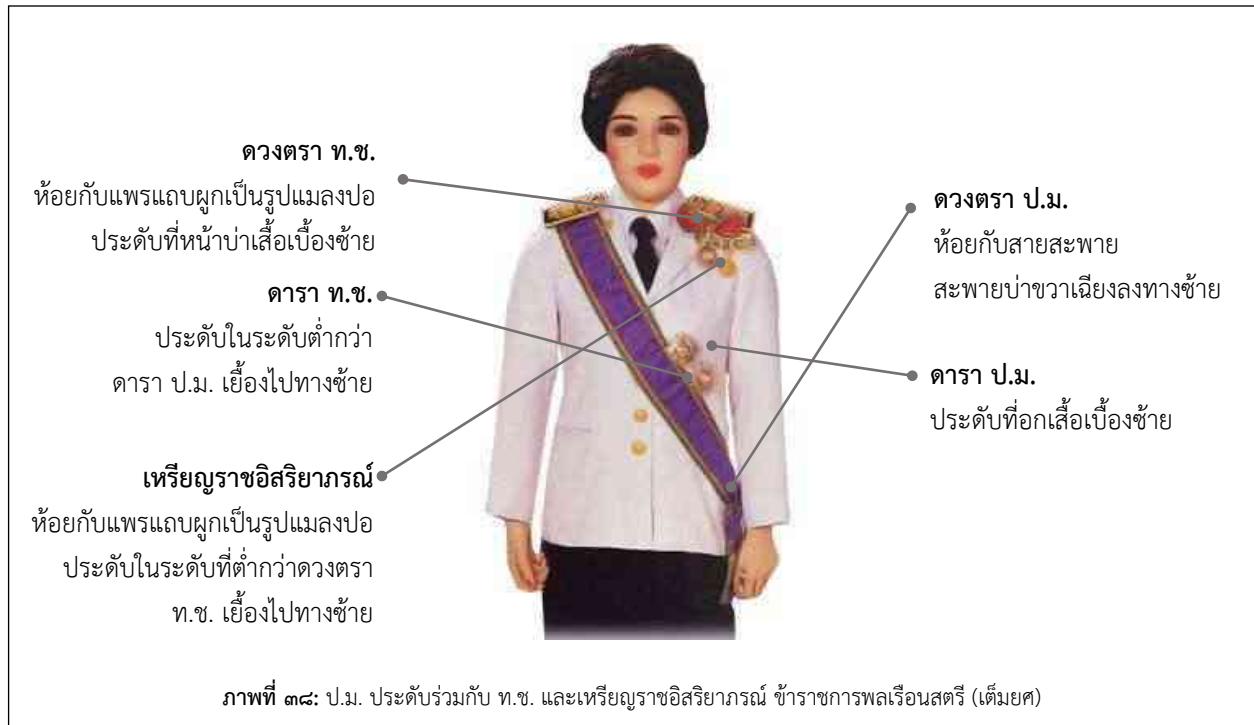 ดวงตรา ท.ช.
ห้อยกับแพรแถบผูกเป็นรูปแมลงปอ
ประดับที่หน้าบ่าเสื้อเบื้องซ้าย
ดารา ท.ช.
ประดับในระดับต่ำกว่า
ดารา ป.ม. เยื้องไปทางซ้าย
เหรียญราชอิสริยาภรณ์
ห้อยกับแพรแถบผูกเป็นรูปแมลงปอ
ประดับในระดับที่ต่ำกว่าดวงตรา
ท.ช. เยื้องไปทางซ้าย
ดวงตรา ป.ม.
ห้อยกับสายสะพาย
สะพายบ่าขวาเฉียงลงทางซ้าย
ดารา ป.ม.
ประดับที่อกเสื้อเบื้องซ้าย
ภาพที่ ๓๘: ป.ม. ประดับร่วมกับ ท.ช. และเหรียญราชอิสริยาภรณ์ ข้าราชการพลเรือนสตรี (เต็มยศ)